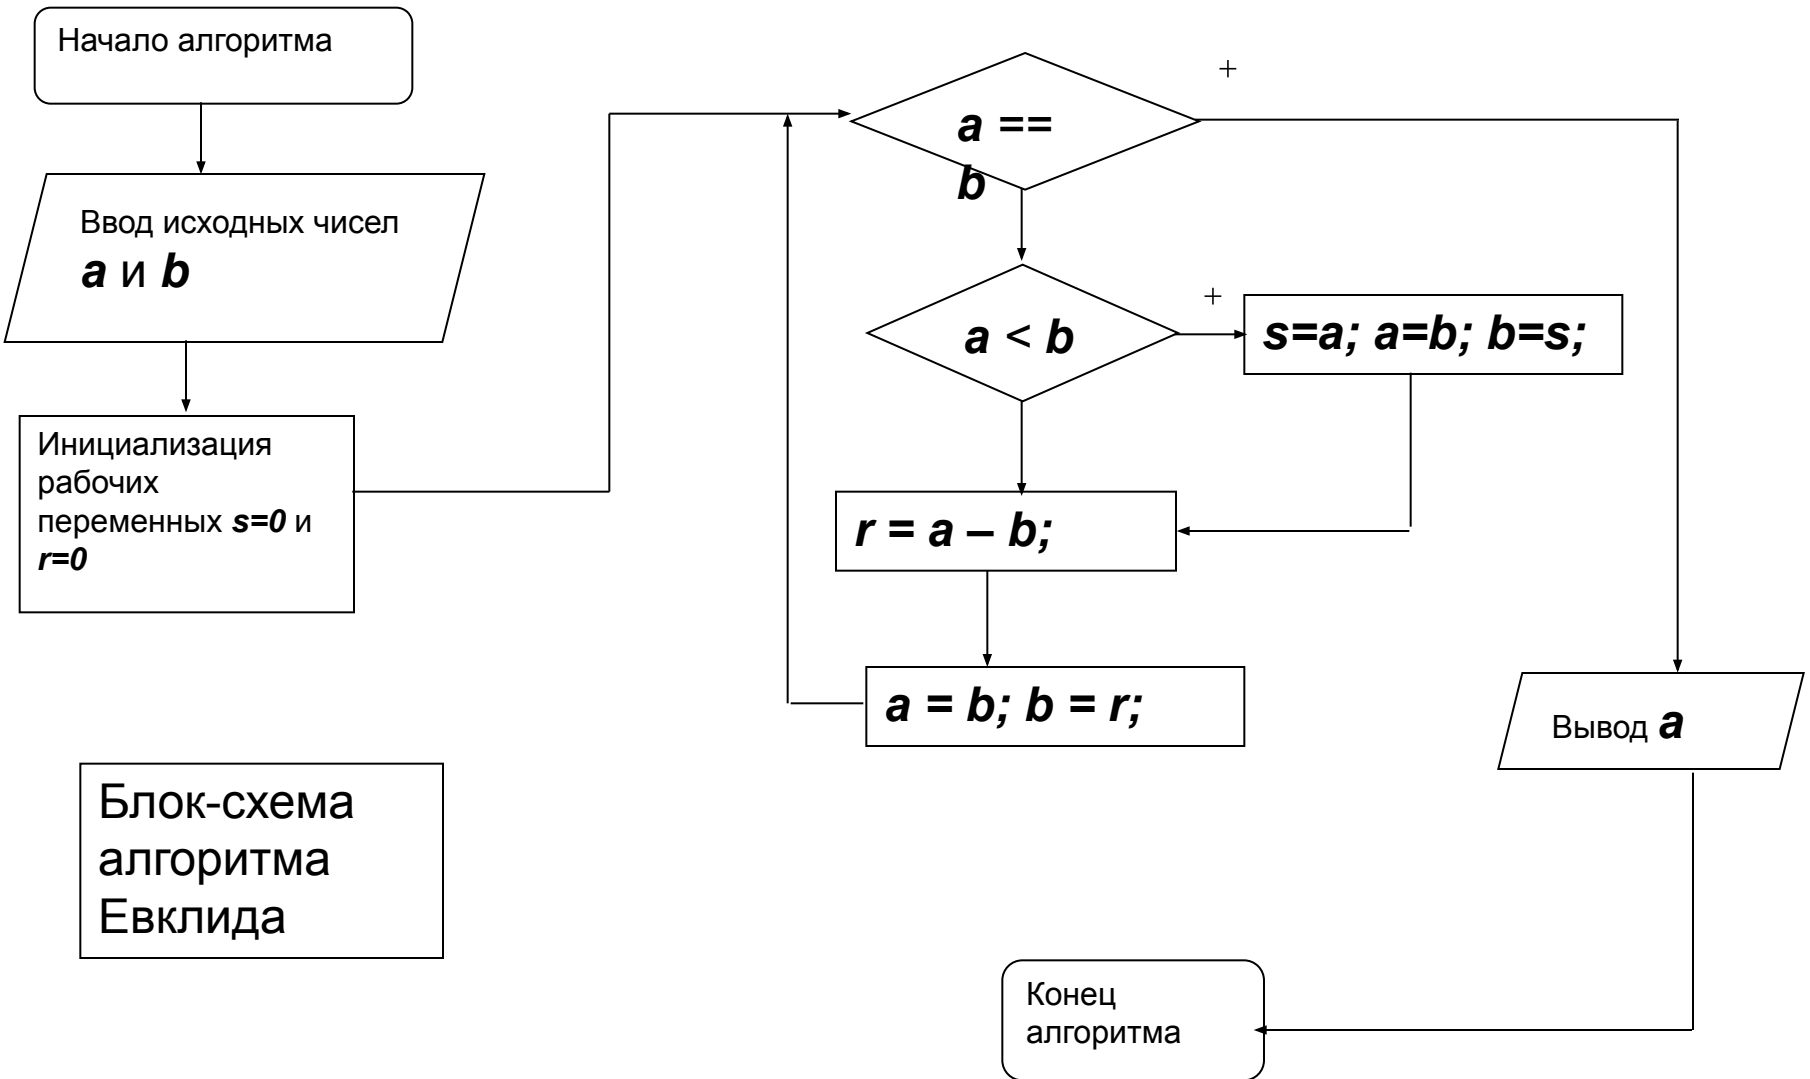 Начало алгоритма
Ввод исходных чисел
a и b
Инициализация
рабочих
переменных s=0 и
r=0
Блок-схема
алгоритма
Евклида
+
a ==
b
+
a < b
s=a; a=b; b=s;
r = a – b;
a = b; b = r;
Вывод a
Конец
алгоритма